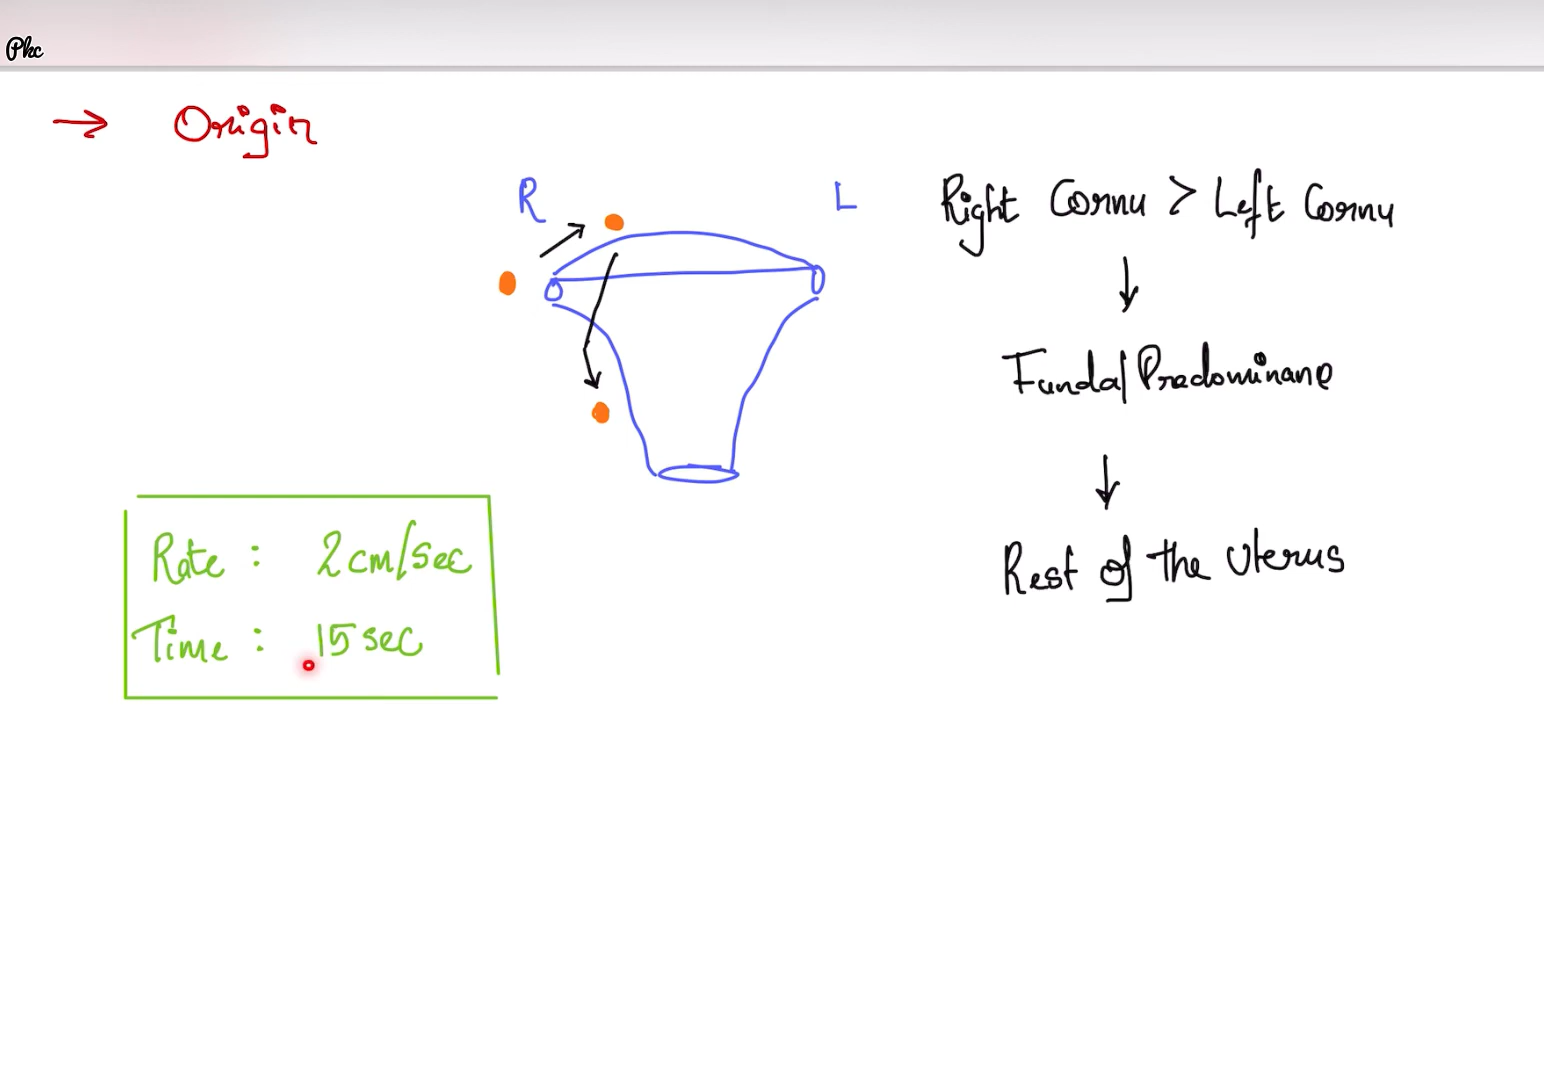 Pkc
→ Origin
R L
Right Cornu > Left Cornu
↓
Fundal Predominane
↓
Rest of the Uterus
Rate : 2cm/sec
Time : 15 sec